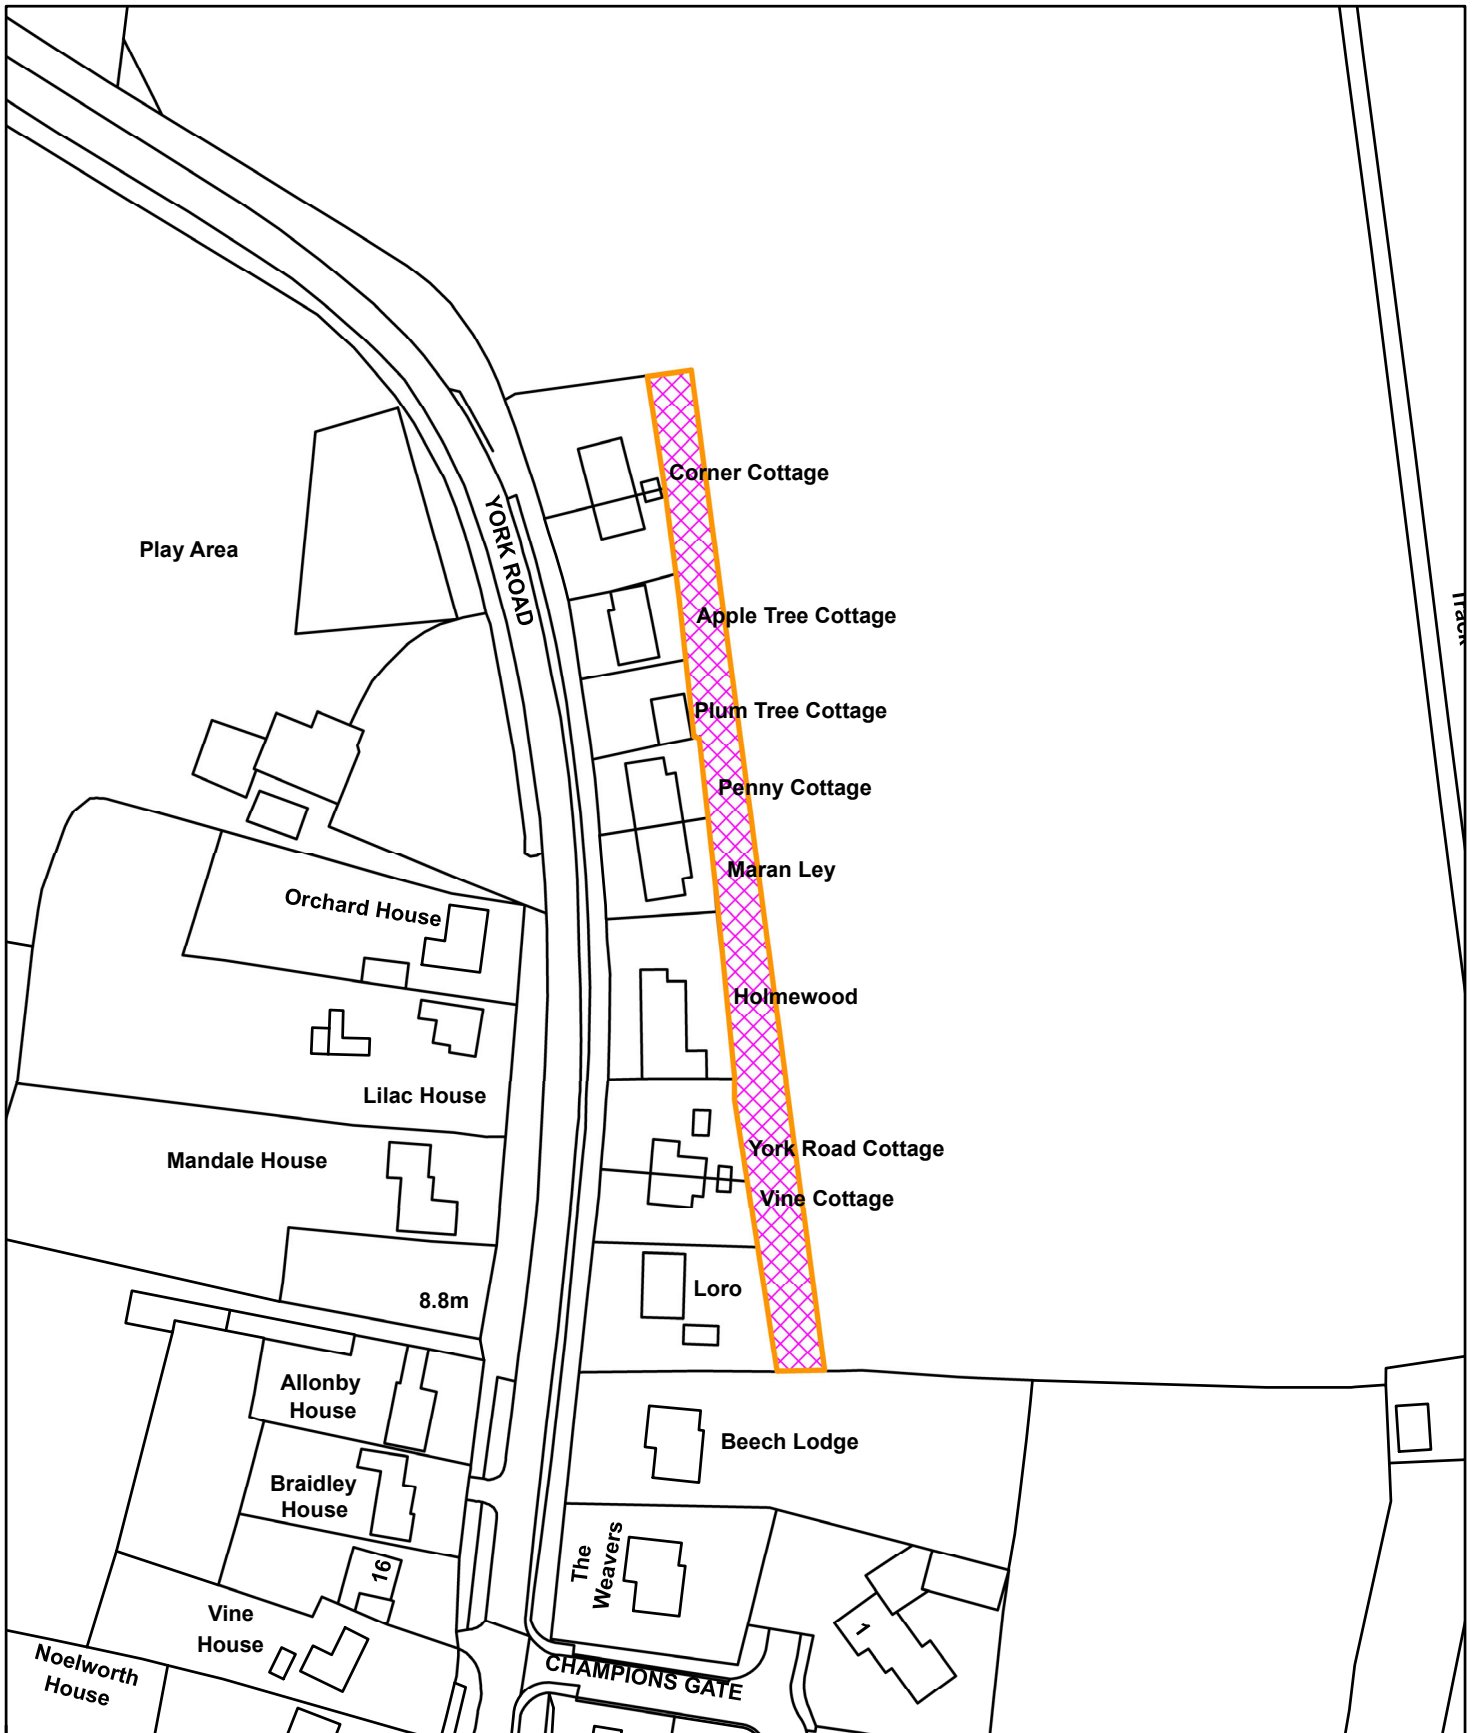 Corner Cottage
YORK ROAD
Play Area
Track
Apple Tree Cottage
Plum Tree Cottage
Penny Cottage
Maran Ley
Orchard House
Holmewood
Lilac House
York Road Cottage
Mandale House
Vine Cottage
Loro
8.8m
Allonby
House
Beech Lodge
Braidley
House
The
Weavers
16
Vine
House
1
Noelworth
House
CHAMPIONS GATE